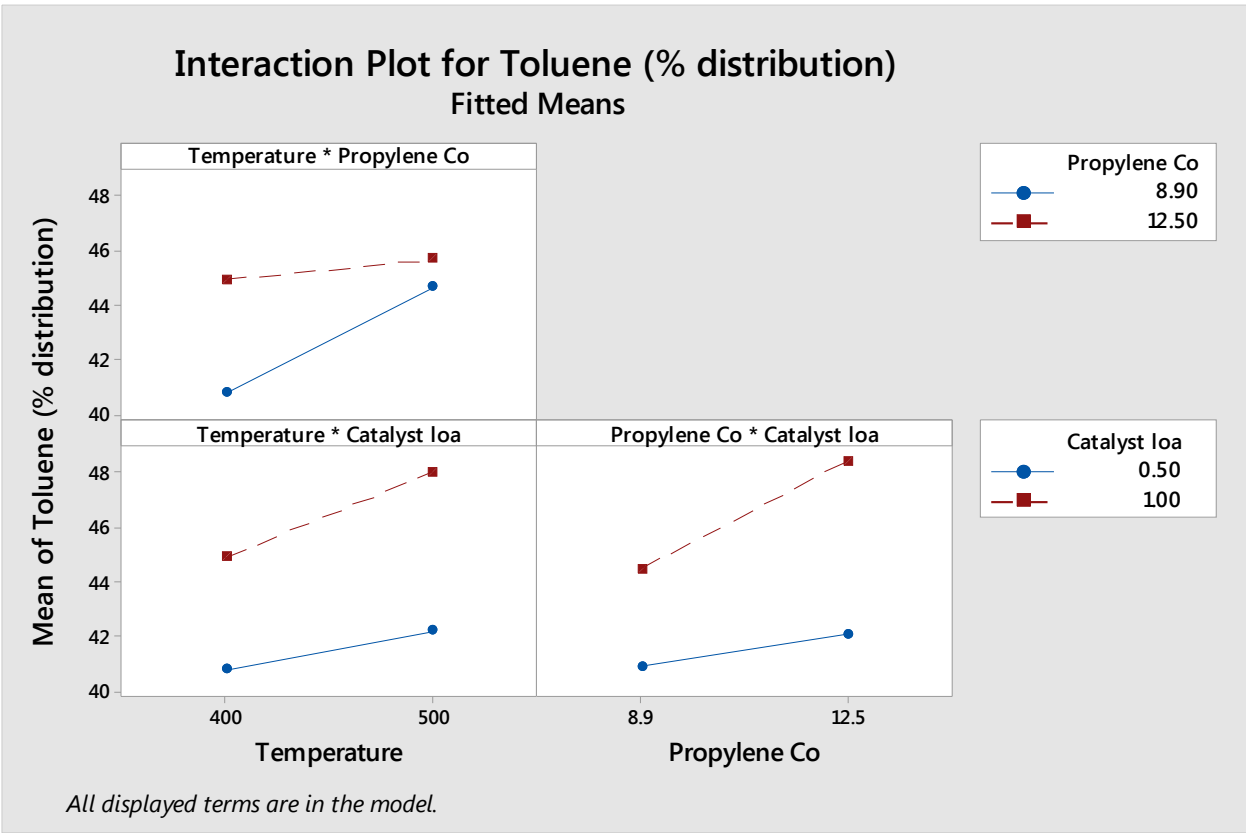 Interaction Plot for Toluene (% distribution)
Fitted Means
Mean of Toluene (% distribution)
Temperature * Propylene Co
48
46
44
42
40
Temperature * Catalyst loa
Propylene Co * Catalyst loa
48
46
44
42
40
400
500
8.9
12.5
Temperature
Propylene Co
Propylene Co
8.90
12.50
Catalyst loa
0.50
1.00
All displayed terms are in the model.